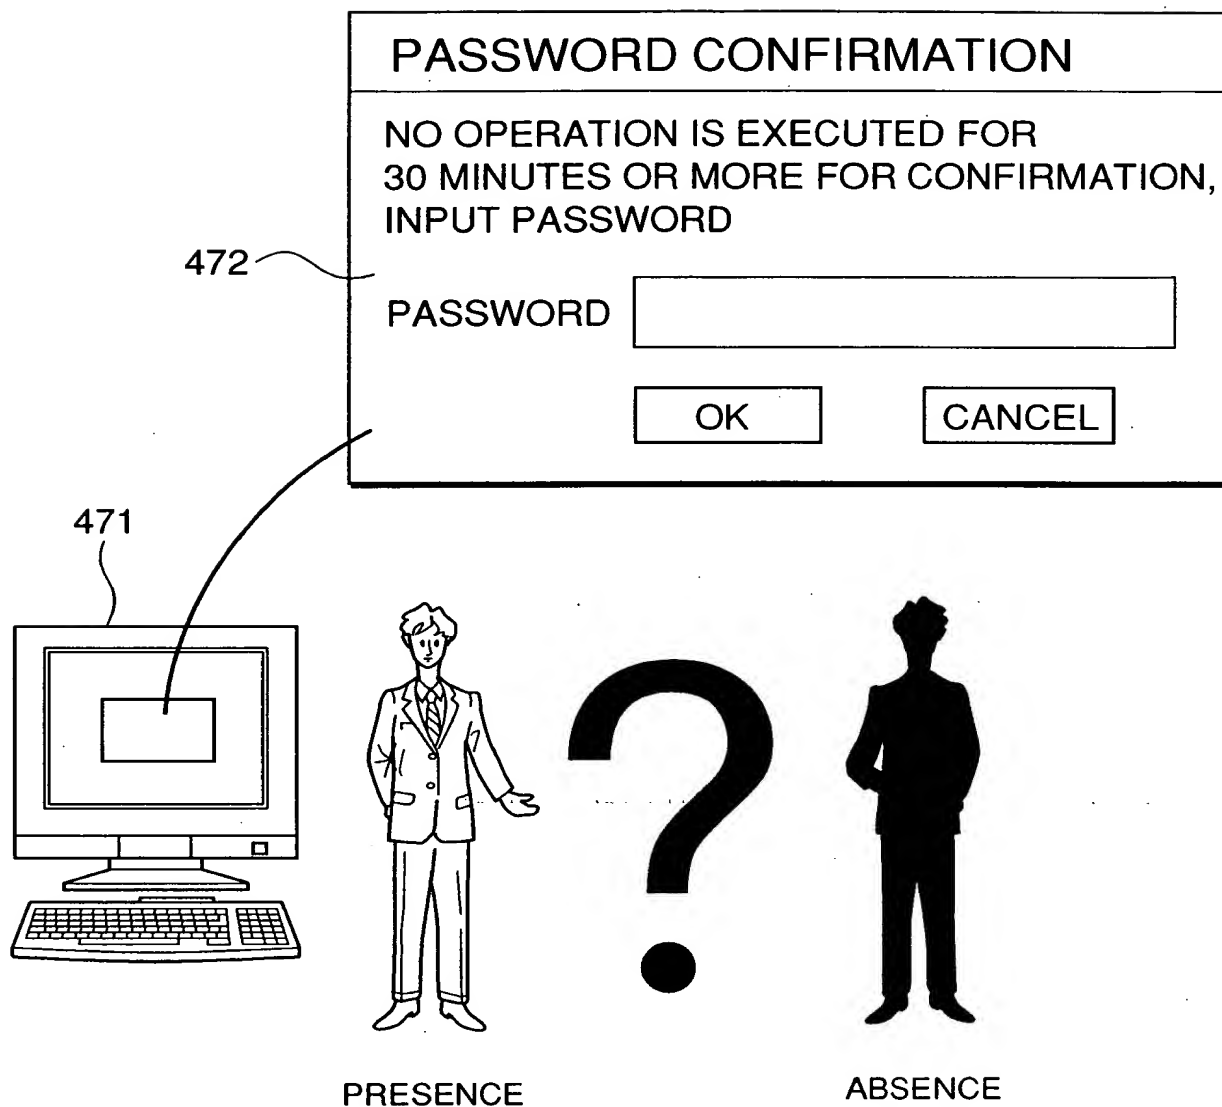 PASSWORD CONFIRMATION
NO OPERATION IS EXECUTED FOR
30 MINUTES OR MORE FOR CONFIRMATION,
INPUT PASSWORD
472
PASSWORD
OK
CANCEL
471
PRESENCE
ABSENCE